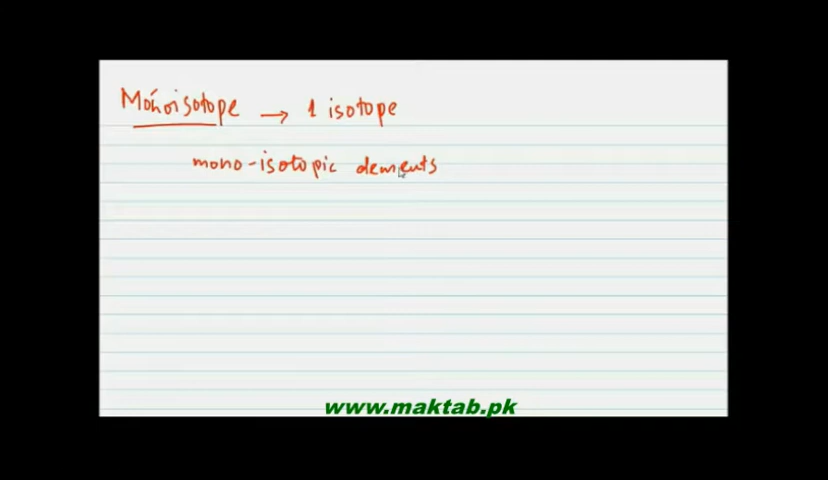 Monoisotope → 1 isotope
mono-isotopic elements
www.maktab.pk